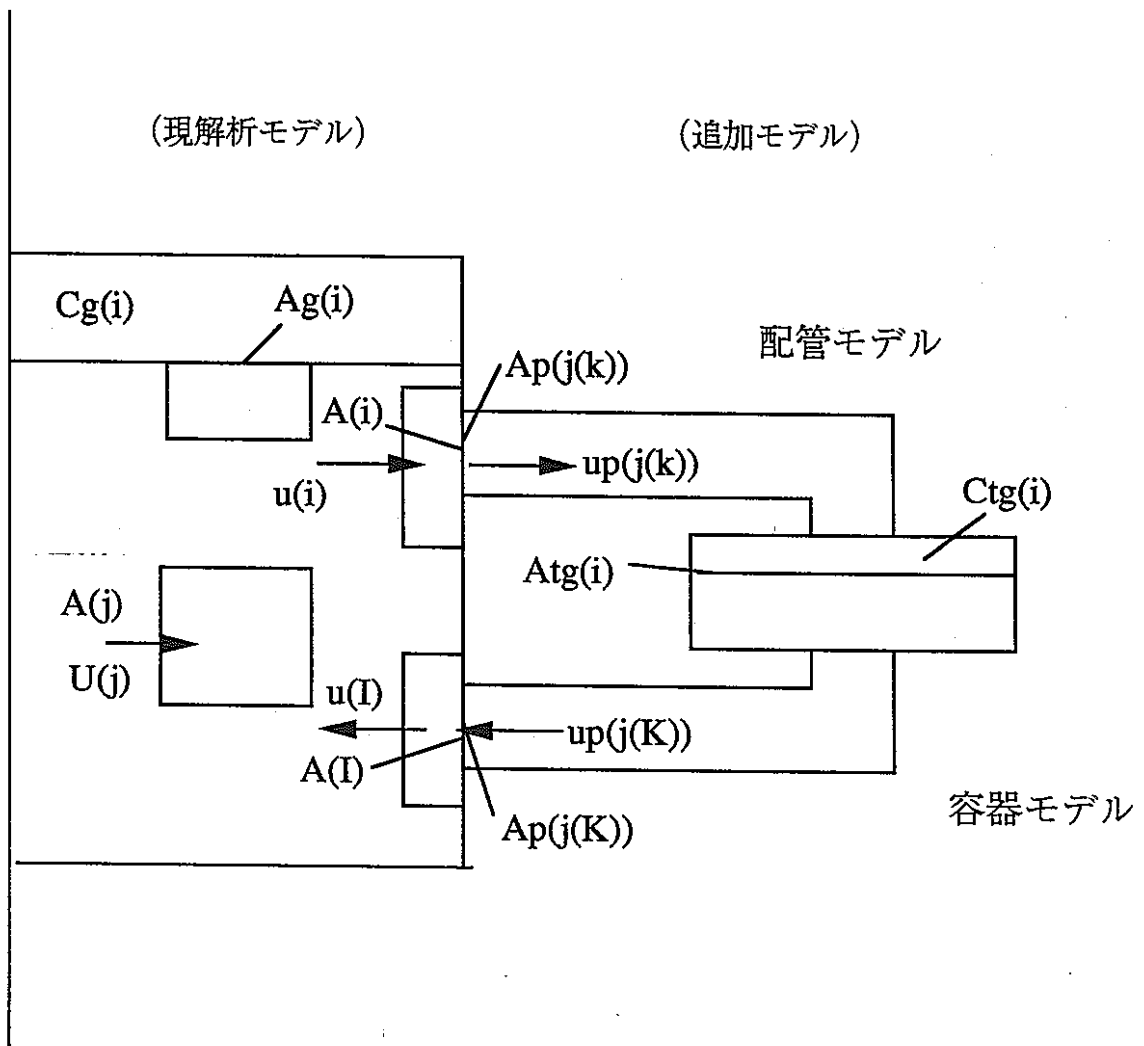 (現解析モデル)
(追加モデル)
Cg(i)
Ag(i)
配管モデル
Ap(j(k))
A(i)
u(i)
up(j(k))
Ctg(i)
Atg(i)
A(j)
U(j)
u(I)
up(j(K))
A(I)
Ap(j(K))
容器モデル